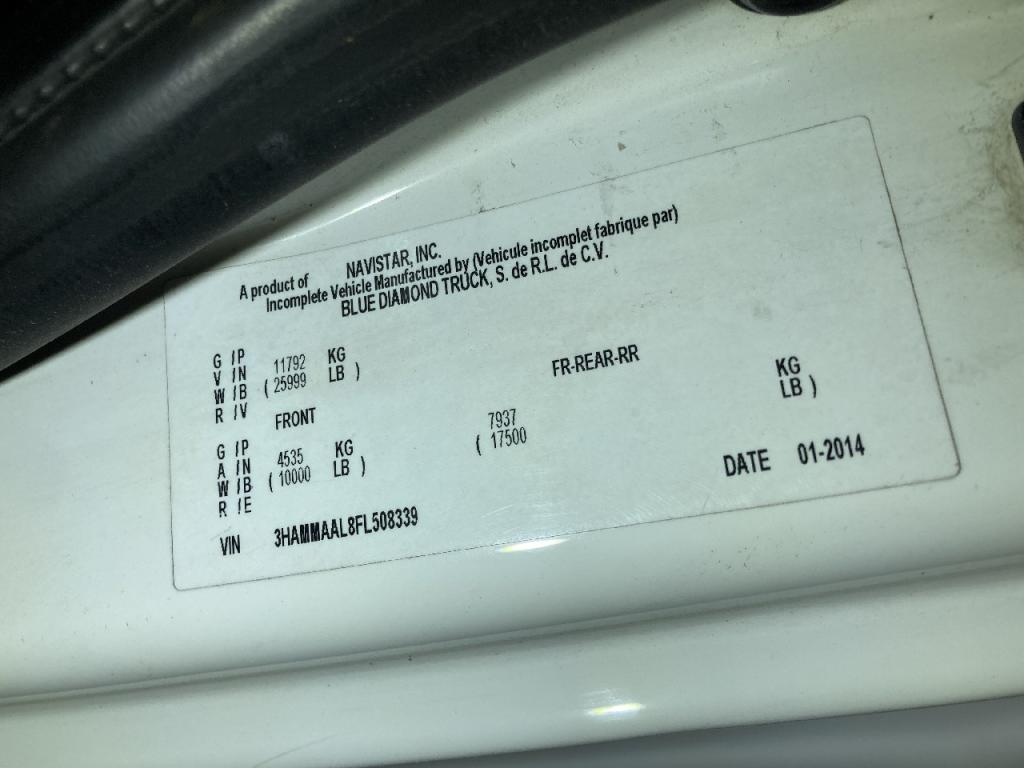 NAVISTAR, INC.
A product of
Incomplete Vehicle Manufactured by (Vehicule incomplet fabrique par)
BLUE DIAMOND TRUCK, S. de R.L. de C.V.
G /P
V /N
W /B
R /V
11792 KG
( 25999 LB )
FRONT
FR-REAR-RR
G /P
A /N
W /B
R /E
4535 KG
( 10000 LB )
7937 KG
( 17500 LB )
DATE 01-2014
VIN 3HAMMAAL8FL508339